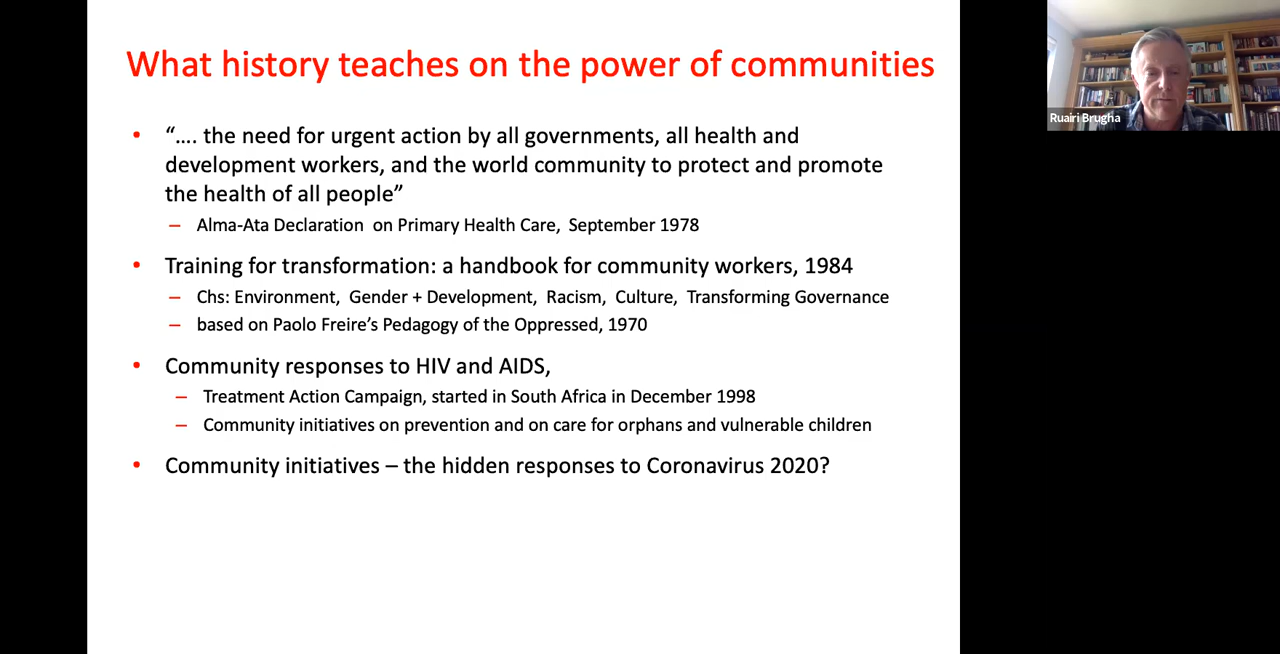 What history teaches on the power of communities
• “.... the need for urgent action by all governments, all health and
development workers, and the world community to protect and promote
the health of all people”
– Alma-Ata Declaration on Primary Health Care, September 1978
• Training for transformation: a handbook for community workers, 1984
– Chs: Environment, Gender + Development, Racism, Culture, Transforming Governance
– based on Paolo Freire’s Pedagogy of the Oppressed, 1970
• Community responses to HIV and AIDS,
– Treatment Action Campaign, started in South Africa in December 1998
– Community initiatives on prevention and on care for orphans and vulnerable children
• Community initiatives – the hidden responses to Coronavirus 2020?
Ruairi Brugha